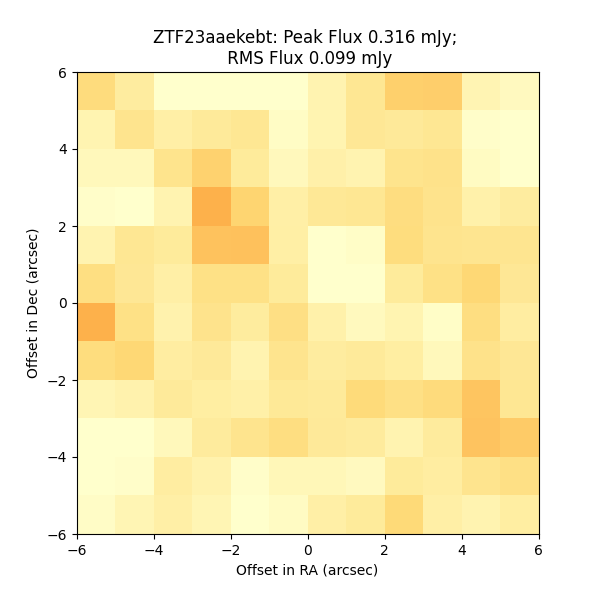 ZTF23aaekebt: Peak Flux 0.316 mJy;
RMS Flux 0.099 mJy
6
4
2
0
−2
−4
−6
Offset in Dec (arcsec)
−6 −4 −2 0 2 4 6
Offset in RA (arcsec)